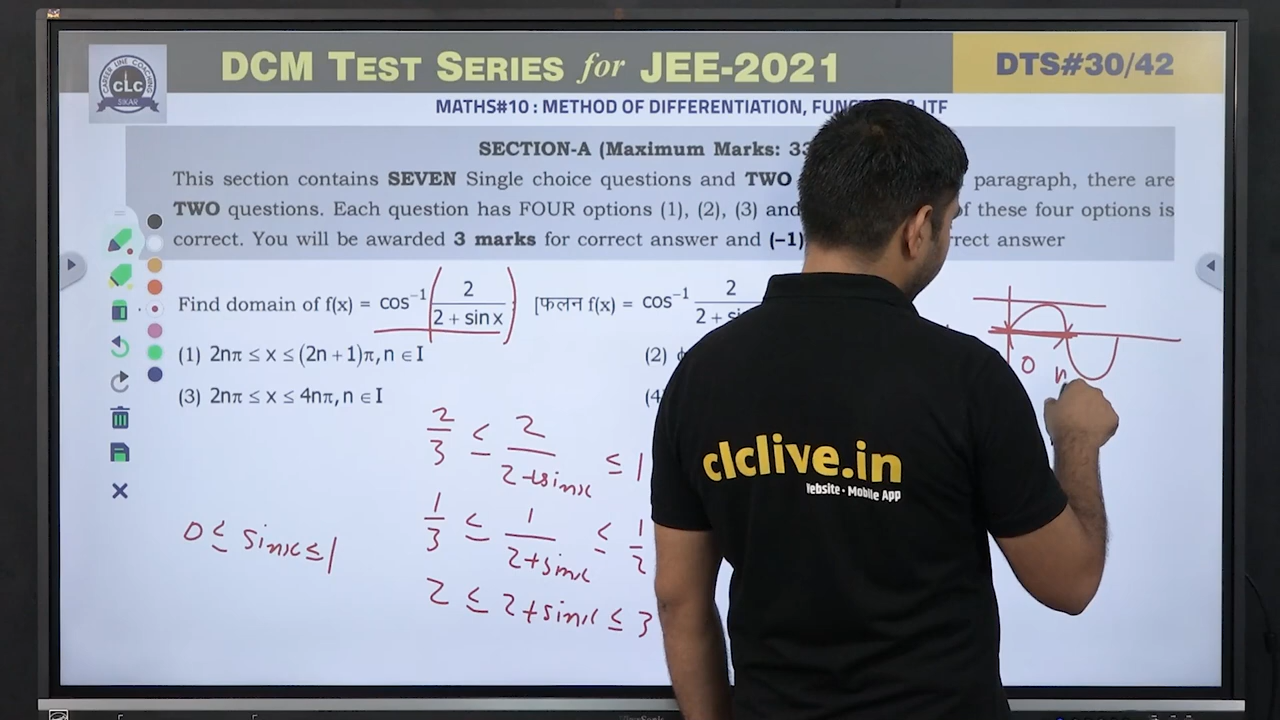 DCM TEST SERIES for JEE-2021
DTS#30/42
CAREER LINE COACHING
CLC
SIKAR
MATHS#10 : METHOD OF DIFFERENTIATION, FUN & ITF
SECTION-A (Maximum Marks: 33
This section contains SEVEN Single choice questions and TWO paragraph, there are
TWO questions. Each question has FOUR options (1), (2), (3) and of these four options is
correct. You will be awarded 3 marks for correct answer and (–1) rrect answer
Find domain of f(x) = cos⁻¹(2/(2 + sin x)) [फलन f(x) = cos⁻¹ 2/(2 + si
(1) 2nπ ≤ x ≤ (2n + 1)π, n ∈ I
(2)
(3) 2nπ ≤ x ≤ 4nπ, n ∈ I
(4)
2/3 ≤ 2/(2+sinx) ≤ 1
1/3 ≤ 1/(2+sinx) ≤ 1/2
0 ≤ sinx ≤ 1
2 ≤ 2+sinx ≤ 3
0
clclive.in
Website • Mobile App